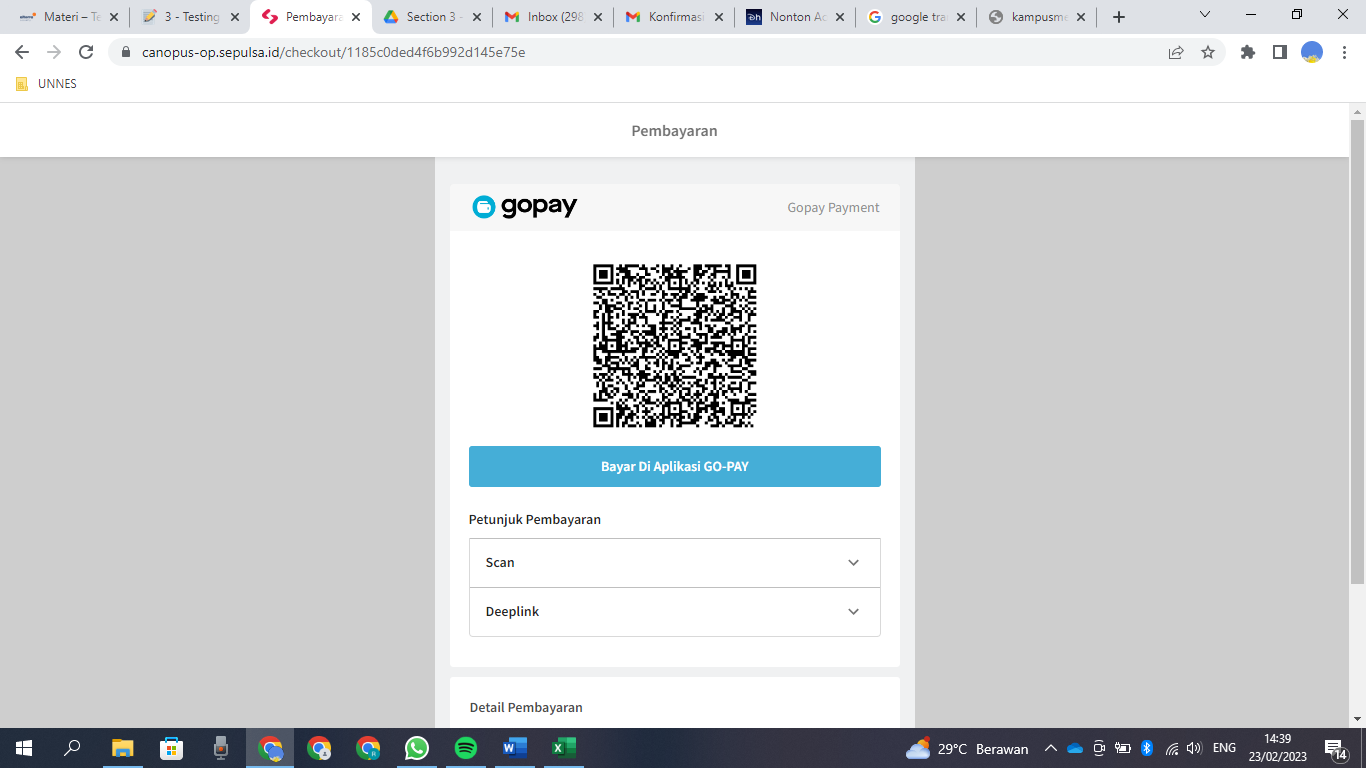 Materi – Te
3 - Testing
Pembayara
Section 3 -
Inbox (298
Konfirmasi
Nonton Ac
google tra
kampusme
canopus-op.sepulsa.id/checkout/1185c0ded4f6b992d145e75e
UNNES
Pembayaran
gopay
Gopay Payment
Bayar Di Aplikasi GO-PAY
Petunjuk Pembayaran
Scan
Deeplink
Detail Pembayaran
29°C Berawan
ENG
14:39
23/02/2023
14